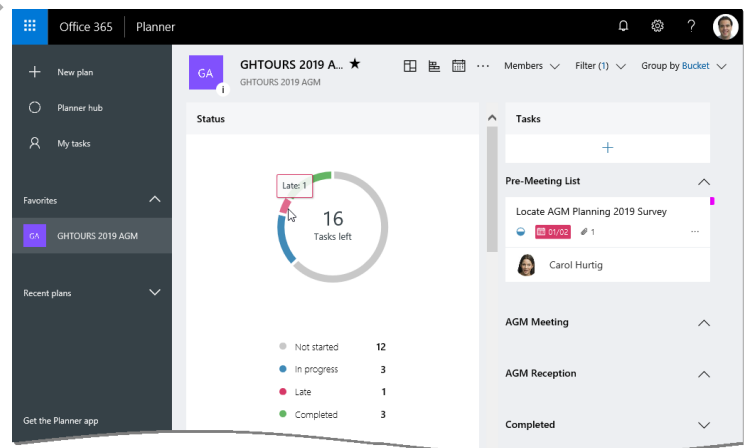 Office 365 Planner ?
New plan
Planner hub
My tasks
Favorites
GA GHTOURS 2019 AGM
Recent plans
Get the Planner app
GA GHTOURS 2019 A... ★
i GHTOURS 2019 AGM
... Members Filter (1) Group by Bucket
Status
Late: 1
16
Tasks left
Not started 12
In progress 3
Late 1
Completed 3
Tasks
+
Pre-Meeting List
Locate AGM Planning 2019 Survey
01/02 1 ...
Carol Hurtig
AGM Meeting
AGM Reception
Completed